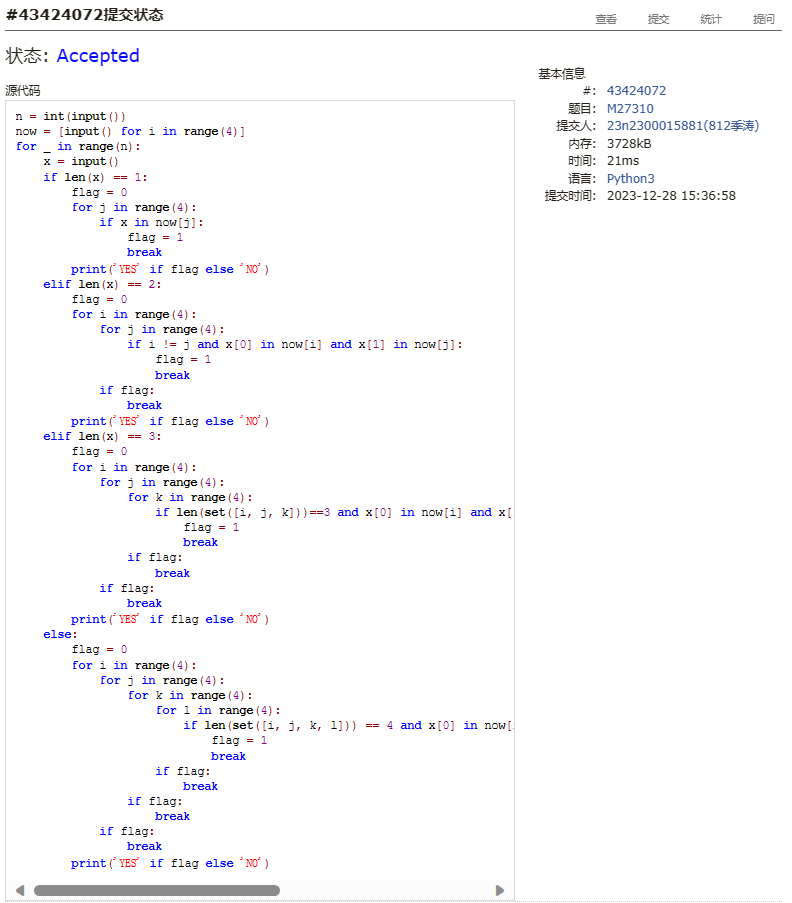 #43424072提交状态
查看 提交 统计 提问
状态: Accepted
源代码
n = int(input())
now = [input() for i in range(4)]
for _ in range(n):
    x = input()
    if len(x) == 1:
        flag = 0
        for j in range(4):
            if x in now[j]:
                flag = 1
                break
        print('YES' if flag else 'NO')
    elif len(x) == 2:
        flag = 0
        for i in range(4):
            for j in range(4):
                if i != j and x[0] in now[i] and x[1] in now[j]:
                    flag = 1
                    break
            if flag:
                break
        print('YES' if flag else 'NO')
    elif len(x) == 3:
        flag = 0
        for i in range(4):
            for j in range(4):
                for k in range(4):
                    if len(set([i, j, k]))==3 and x[0] in now[i] and x[
                        flag = 1
                        break
                if flag:
                    break
            if flag:
                break
        print('YES' if flag else 'NO')
    else:
        flag = 0
        for i in range(4):
            for j in range(4):
                for k in range(4):
                    for l in range(4):
                        if len(set([i, j, k, l])) == 4 and x[0] in now[
                            flag = 1
                            break
                    if flag:
                        break
                if flag:
                    break
            if flag:
                break
        print('YES' if flag else 'NO')
基本信息
#: 43424072
题目: M27310
提交人: 23n2300015881(812季涛)
内存: 3728kB
时间: 21ms
语言: Python3
提交时间: 2023-12-28 15:36:58